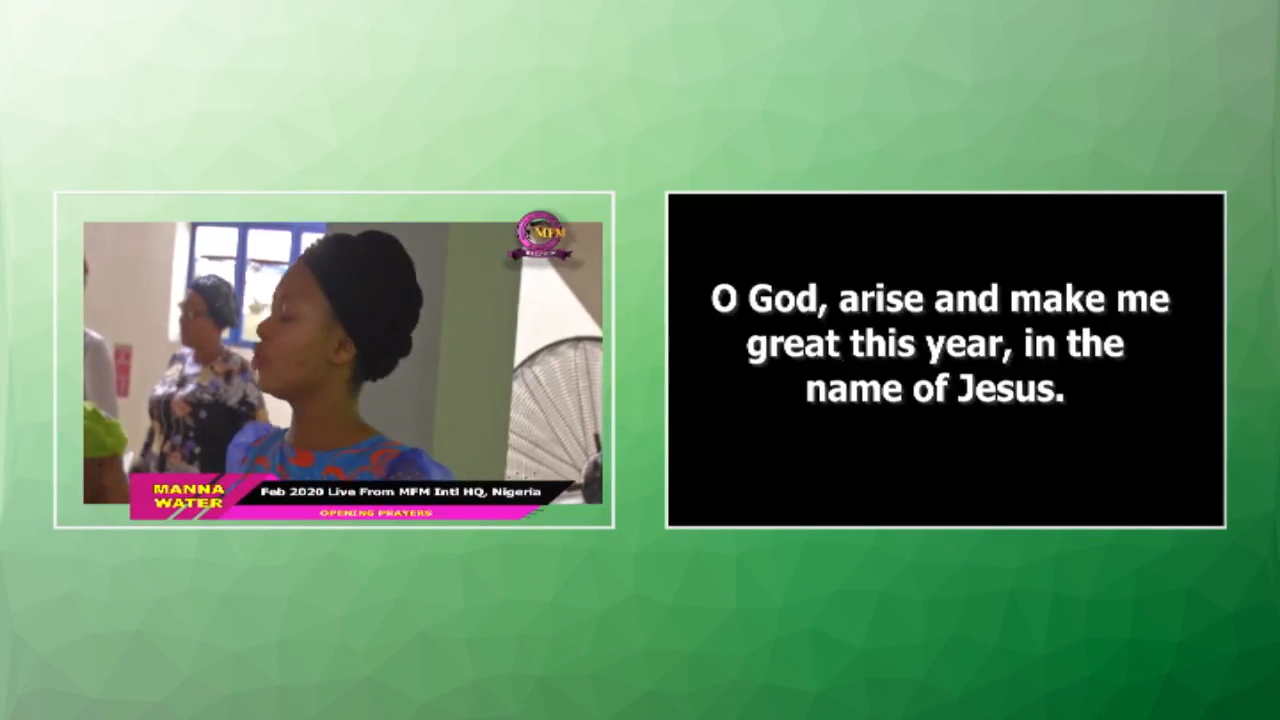 MFM
MANNA
WATER
Feb 2020 Live From MFM Intl HQ, Nigeria
OPENING PRAYERS
O God, arise and make me
great this year, in the
name of Jesus.